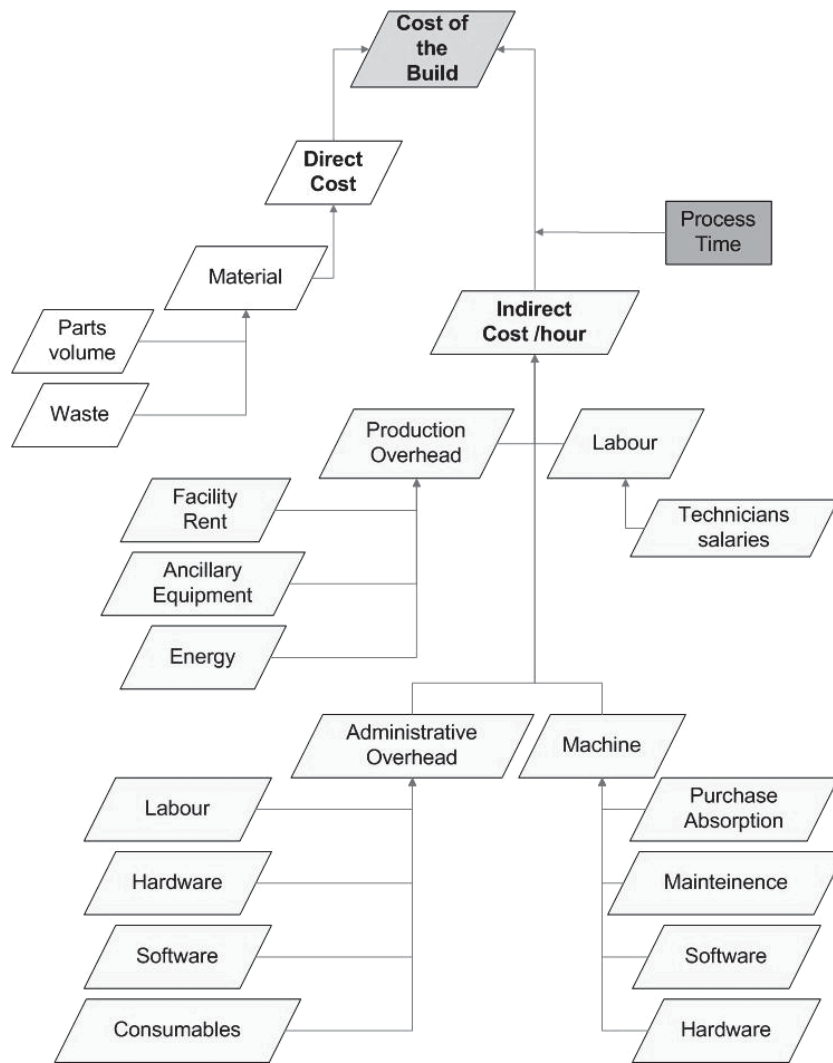 Cost of
the
Build
Direct
Cost
Process
Time
Material
Indirect
Cost /hour
Parts
volume
Waste
Production
Overhead
Labour
Facility
Rent
Technicians
salaries
Ancillary
Equipment
Energy
Administrative
Overhead
Machine
Labour
Purchase
Absorption
Hardware
Mainteinence
Software
Software
Consumables
Hardware